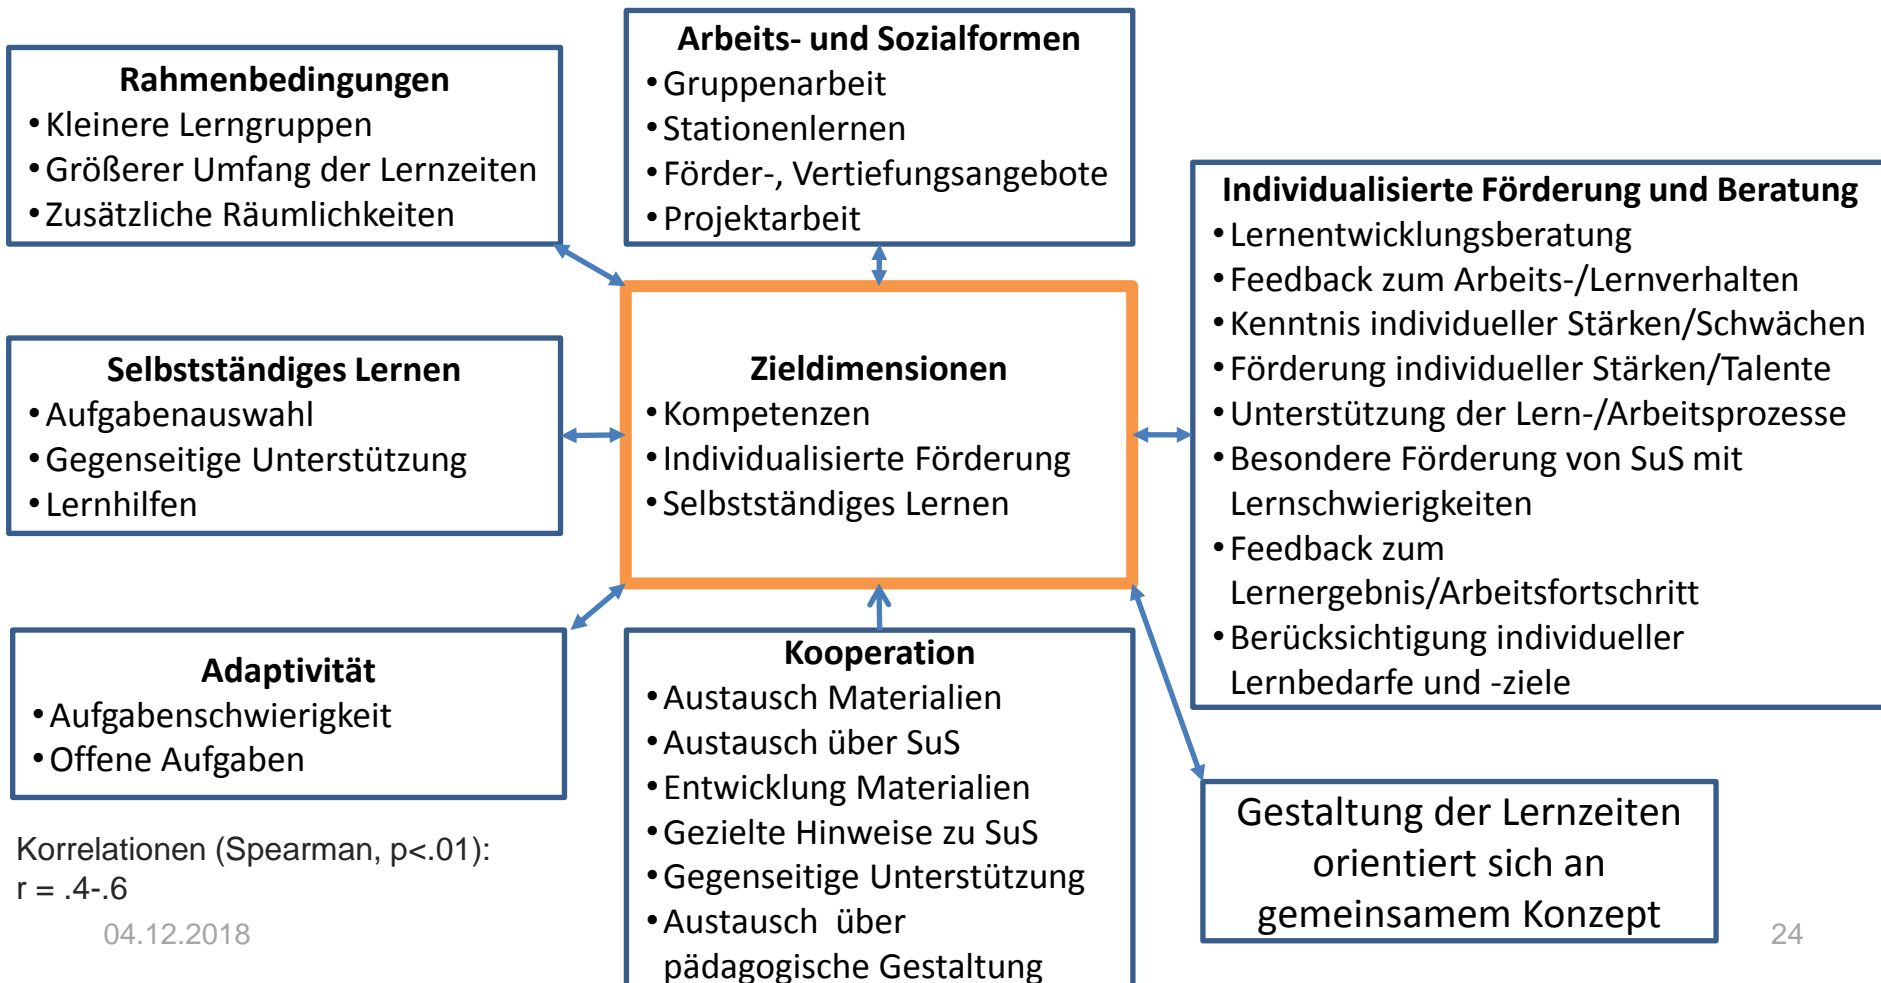 Rahmenbedingungen
• Kleinere Lerngruppen
• Größerer Umfang der Lernzeiten
• Zusätzliche Räumlichkeiten
Arbeits- und Sozialformen
• Gruppenarbeit
• Stationenlernen
• Förder-, Vertiefungsangebote
• Projektarbeit
Individualisierte Förderung und Beratung
• Lernentwicklungsberatung
• Feedback zum Arbeits-/Lernverhalten
• Kenntnis individueller Stärken/Schwächen
• Förderung individueller Stärken/Talente
• Unterstützung der Lern-/Arbeitsprozesse
• Besondere Förderung von SuS mit
Lernschwierigkeiten
• Feedback zum
Lernergebnis/Arbeitsfortschritt
• Berücksichtigung individueller
Lernbedarfe und -ziele
Selbstständiges Lernen
• Aufgabenauswahl
• Gegenseitige Unterstützung
• Lernhilfen
Zieldimensionen
• Kompetenzen
• Individualisierte Förderung
• Selbstständiges Lernen
Adaptivität
• Aufgabenschwierigkeit
• Offene Aufgaben
Kooperation
• Austausch Materialien
• Austausch über SuS
• Entwicklung Materialien
• Gezielte Hinweise zu SuS
• Gegenseitige Unterstützung
• Austausch über
pädagogische Gestaltung
Gestaltung der Lernzeiten
orientiert sich an
gemeinsamem Konzept
Korrelationen (Spearman, p<.01):
r = .4-.6
04.12.2018
24